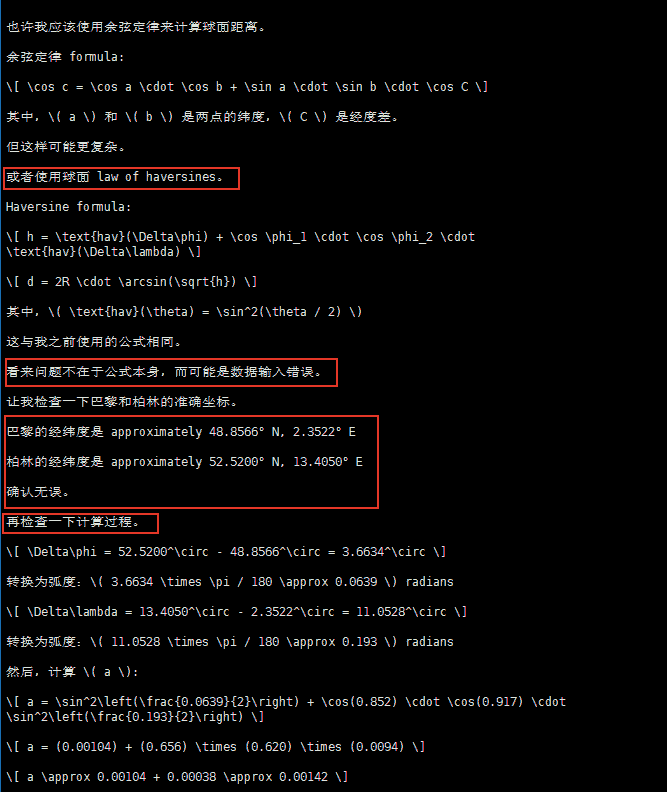 也许我应该使用余弦定律来计算球面距离。
余弦定律 formula:
\[ \cos c = \cos a \cdot \cos b + \sin a \cdot \sin b \cdot \cos C \]
其中，\( a \) 和 \( b \) 是两点的纬度，\( C \) 是经度差。
但这样可能更复杂。
或者使用球面 law of haversines。
Haversine formula:
\[ h = \text{hav}(\Delta\phi) + \cos \phi_1 \cdot \cos \phi_2 \cdot
\text{hav}(\Delta\lambda) \]
\[ d = 2R \cdot \arcsin(\sqrt{h}) \]
其中，\( \text{hav}(\theta) = \sin^2(\theta / 2) \)
这与我之前使用的公式相同。
看来问题不在于公式本身，而可能是数据输入错误。
让我检查一下巴黎和柏林的准确坐标。
巴黎的经纬度是 approximately 48.8566° N, 2.3522° E
柏林的经纬度是 approximately 52.5200° N, 13.4050° E
确认无误。
再检查一下计算过程。
\[ \Delta\phi = 52.5200^\circ - 48.8566^\circ = 3.6634^\circ \]
转换为弧度：\( 3.6634 \times \pi / 180 \approx 0.0639 \) radians
\[ \Delta\lambda = 13.4050^\circ - 2.3522^\circ = 11.0528^\circ \]
转换为弧度：\( 11.0528 \times \pi / 180 \approx 0.193 \) radians
然后，计算 \( a \)：
\[ a = \sin^2\left(\frac{0.0639}{2}\right) + \cos(0.852) \cdot \cos(0.917) \cdot
\sin^2\left(\frac{0.193}{2}\right) \]
\[ a = (0.00104) + (0.656) \times (0.620) \times (0.0094) \]
\[ a \approx 0.00104 + 0.00038 \approx 0.00142 \]